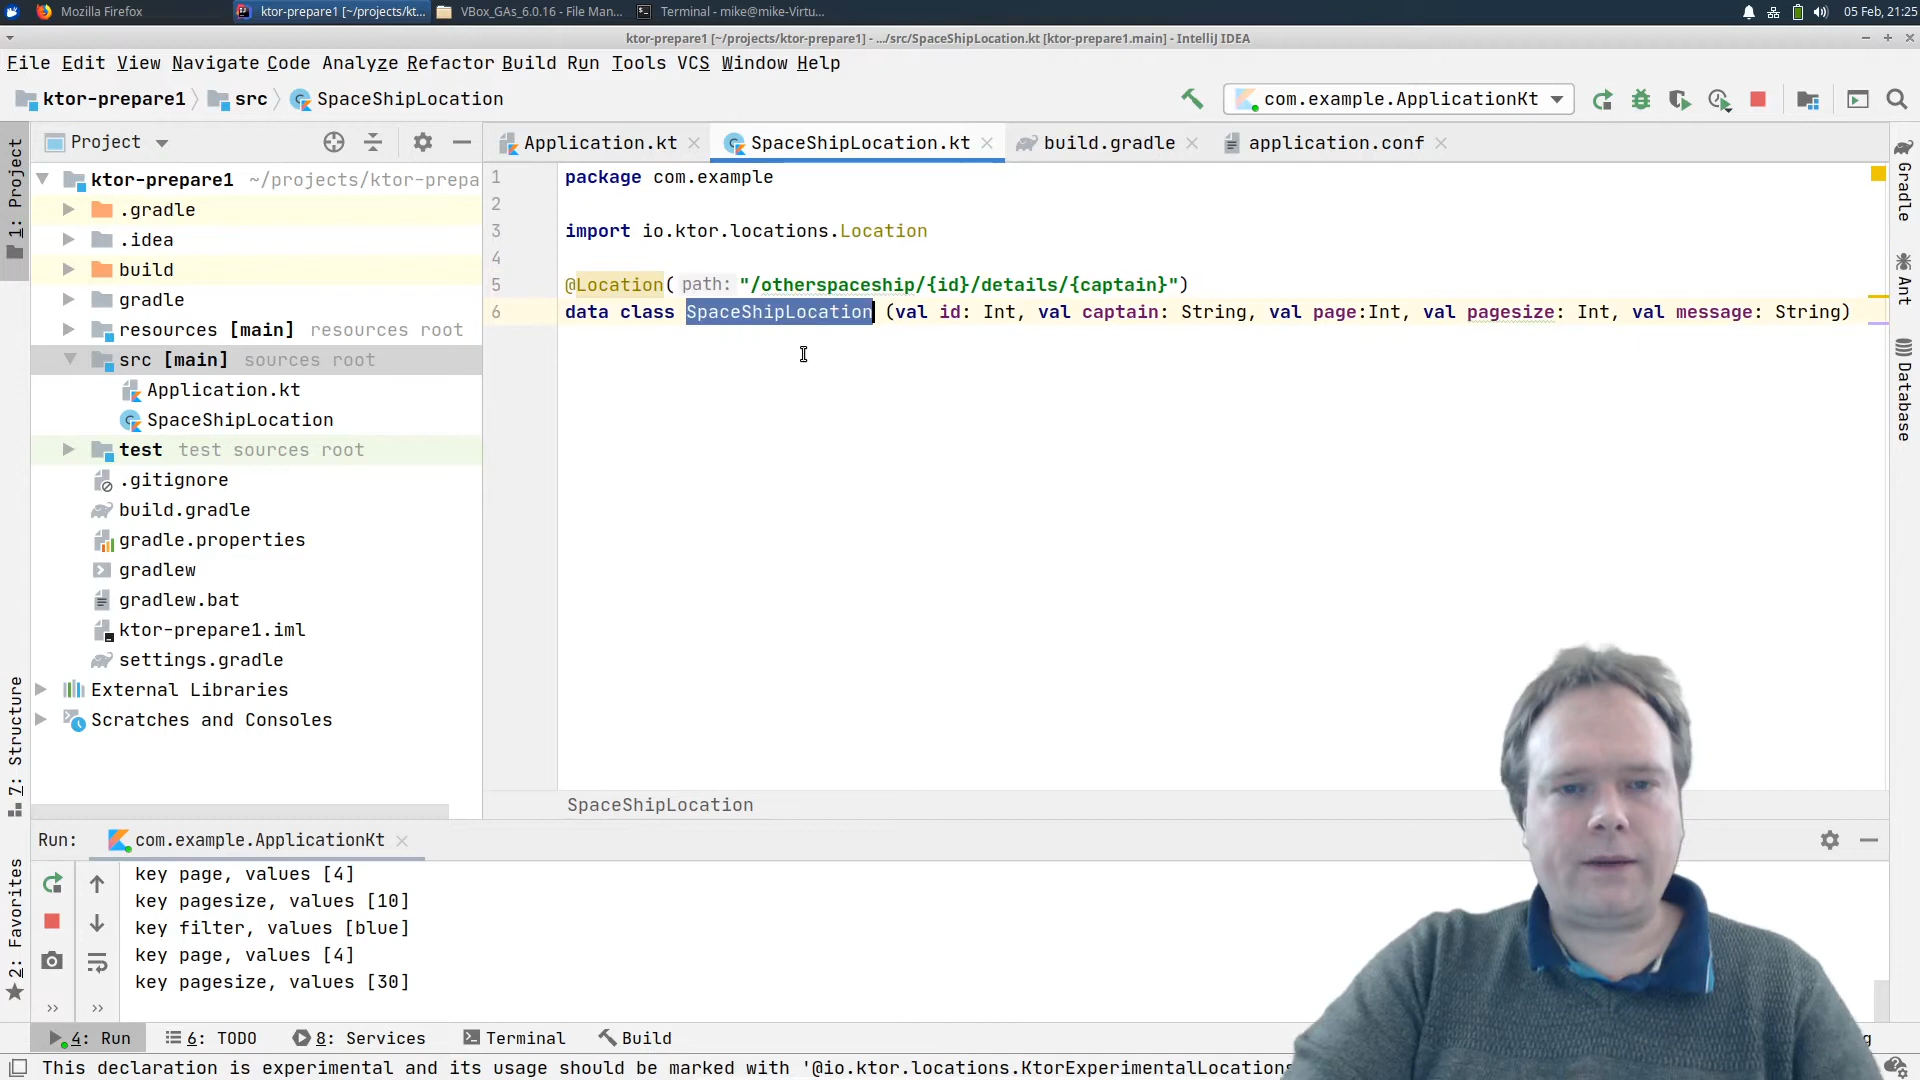 Mozilla Firefox
ktor-prepare1 [~/projects/kt...
VBox_GAs_6.0.16 - File Man...
Terminal - mike@mike-Virtu...
05 Feb, 21:25
ktor-prepare1 [~/projects/ktor-prepare1] - .../src/SpaceShipLocation.kt [ktor-prepare1.main] - IntelliJ IDEA
File Edit View Navigate Code Analyze Refactor Build Run Tools VCS Window Help
ktor-prepare1 src SpaceShipLocation
com.example.ApplicationKt
1: Project
Project
Application.kt
SpaceShipLocation.kt
build.gradle
application.conf
ktor-prepare1 ~/projects/ktor-prepa
.gradle
.idea
build
gradle
resources [main] resources root
src [main] sources root
Application.kt
SpaceShipLocation
test test sources root
.gitignore
build.gradle
gradle.properties
gradlew
gradlew.bat
ktor-prepare1.iml
settings.gradle
External Libraries
Scratches and Consoles
1 package com.example
2
3 import io.ktor.locations.Location
4
5 @Location( path: "/otherspaceship/{id}/details/{captain}")
6 data class SpaceShipLocation (val id: Int, val captain: String, val page:Int, val pagesize: Int, val message: String)
SpaceShipLocation
Gradle
Ant
Database
7: Structure
2: Favorites
Run:
com.example.ApplicationKt
key page, values [4]
key pagesize, values [10]
key filter, values [blue]
key page, values [4]
key pagesize, values [30]
4: Run
6: TODO
8: Services
Terminal
Build
This declaration is experimental and its usage should be marked with '@io.ktor.locations.KtorExperimentalLocations